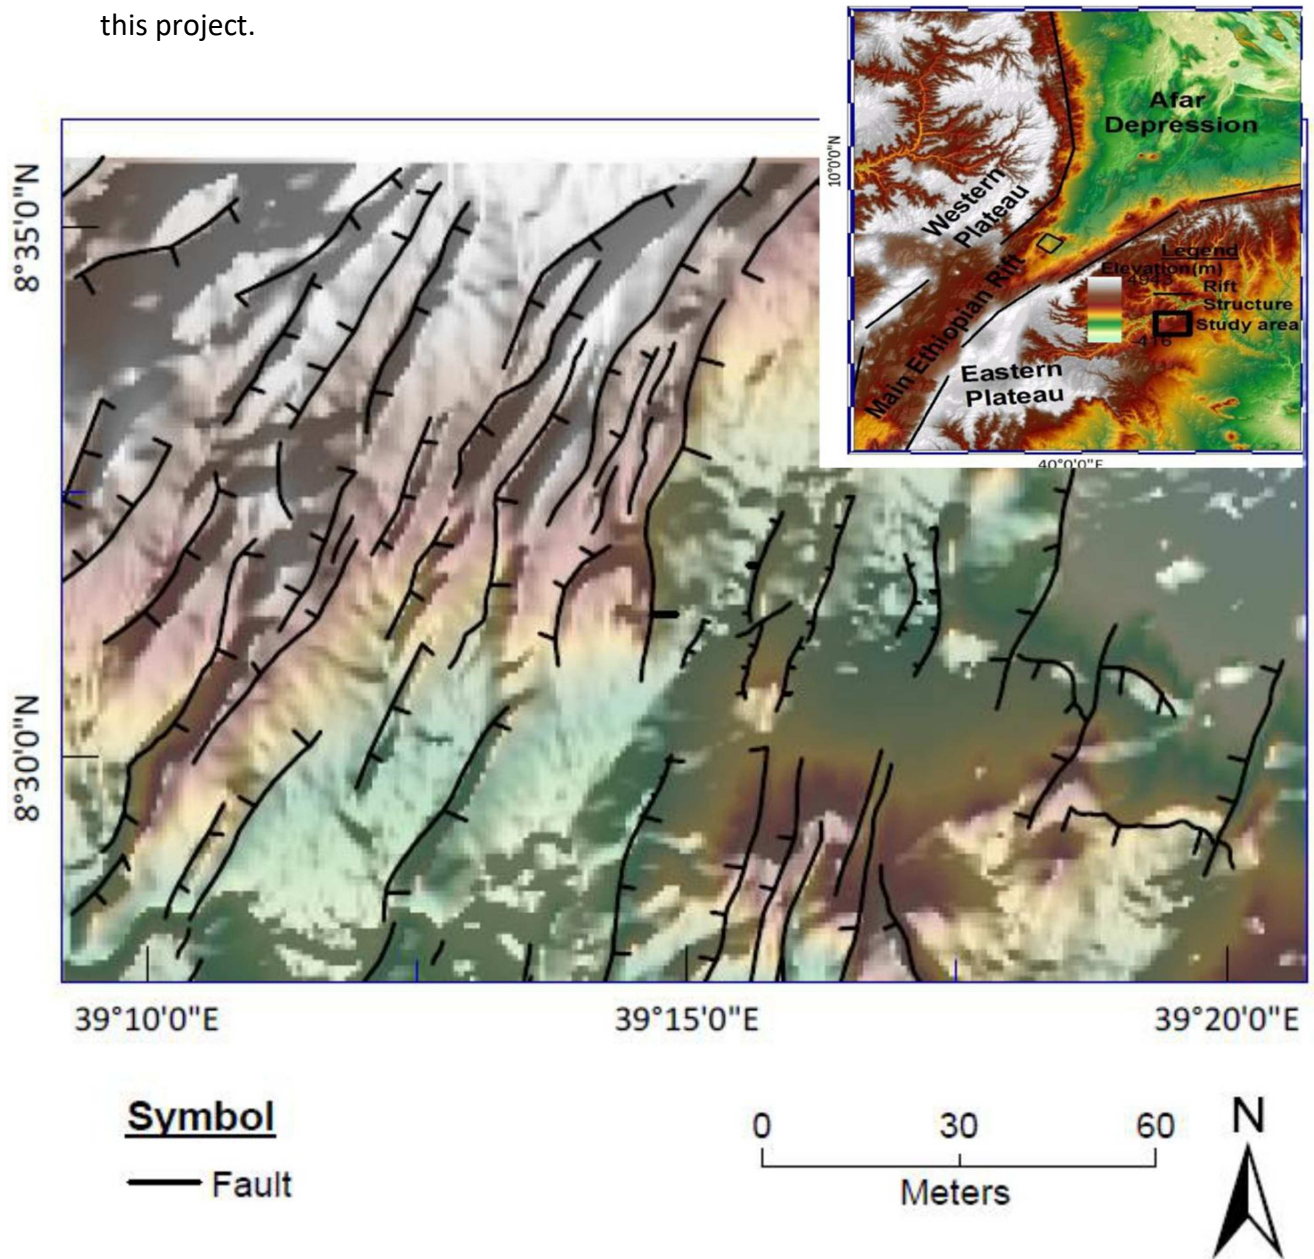 this project.
Afar
Depression
10°0'0"N
Western
Plateau
Legend
Elevation(m)
Rift
Structure
Study area
416
Main Ethiopian Rift
Eastern
Plateau
40°0'0"E
8°35'0"N
8°30'0"N
39°10'0"E
39°15'0"E
39°20'0"E
Symbol
Fault
0 30 60
Meters
N